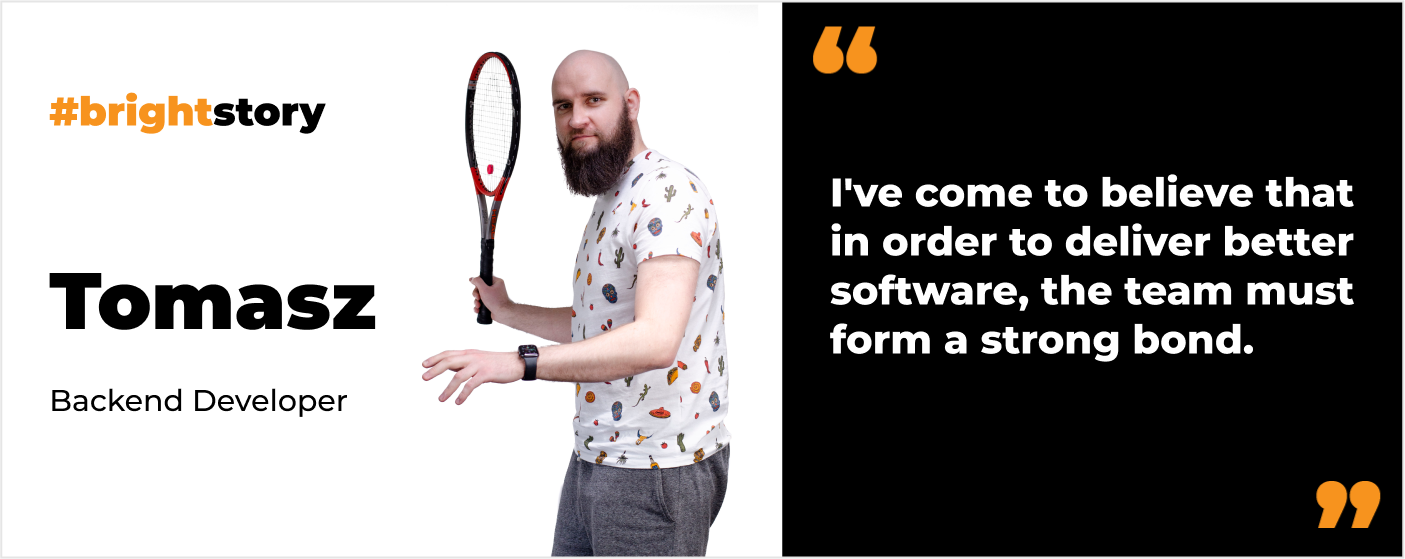 #brightstory
Tomasz
Backend Developer
“
I've come to believe that
in order to deliver better
software, the team must
form a strong bond.
”